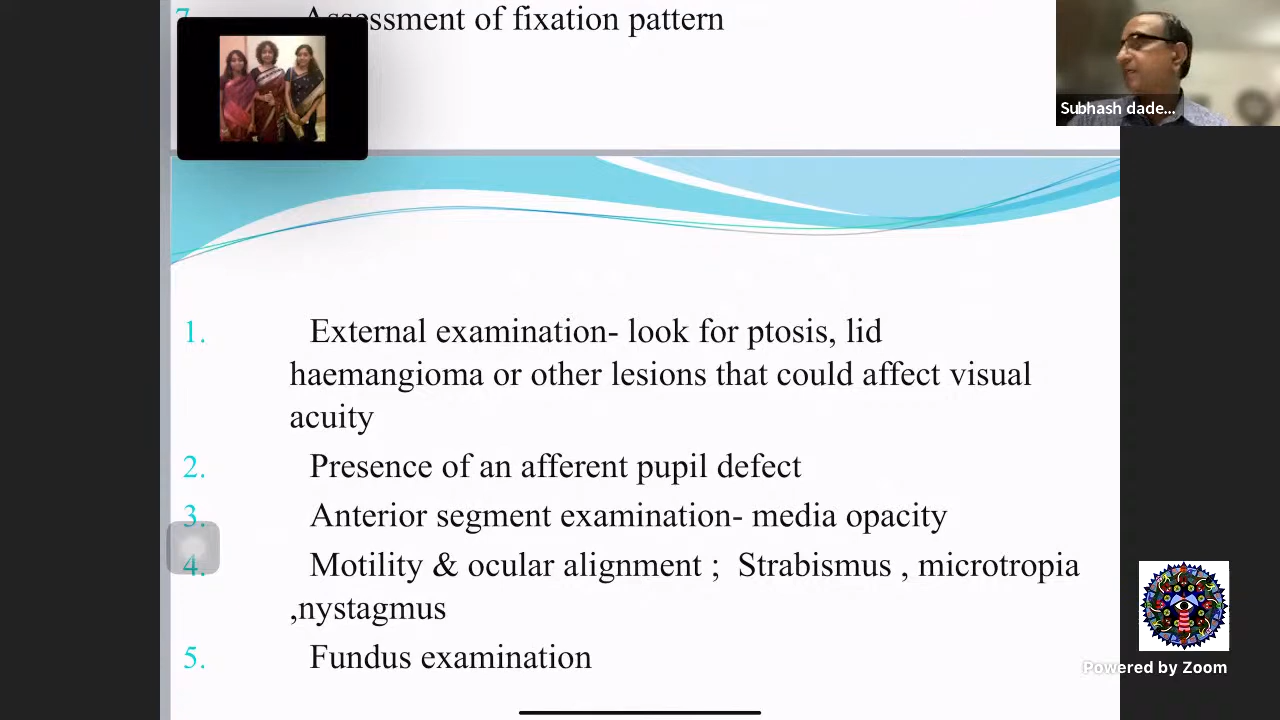 7. Assessment of fixation pattern
Subhash dade...
1. External examination- look for ptosis, lid
haemangioma or other lesions that could affect visual
acuity
2. Presence of an afferent pupil defect
3. Anterior segment examination- media opacity
4. Motility & ocular alignment ; Strabismus , microtropia
,nystagmus
5. Fundus examination
Powered by Zoom